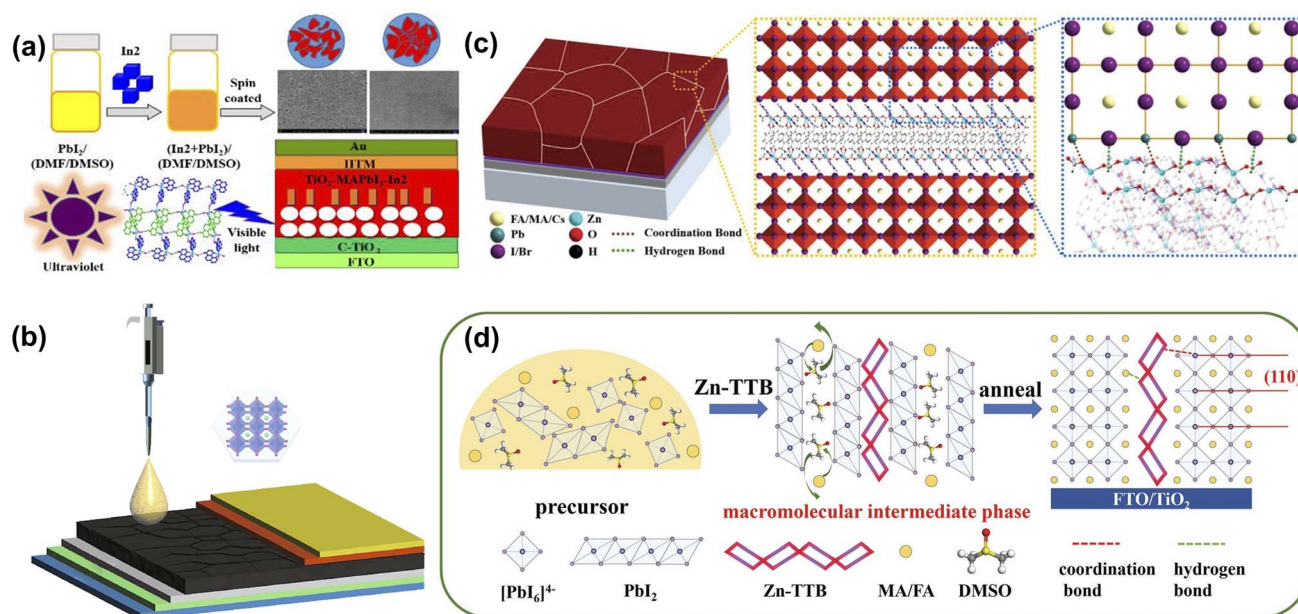 (a)
In2
Spin
coated
PbI₂/
(DMF/DMSO)
(In2+PbI₂)/
(DMF/DMSO)
Ultraviolet
Visible
light
Au
HTM
TiO₂-MAPbI₃-In2
C-TiO₂
FTO
(c)
FA/MA/Cs
Zn
Pb
O
Coordination Bond
I/Br
H
Hydrogen Bond
(b)
(d)
Zn-TTB
anneal
(110)
precursor
macromolecular intermediate phase
FTO/TiO₂
[PbI₆]⁴⁻
PbI₂
Zn-TTB
MA/FA
DMSO
coordination
bond
hydrogen
bond